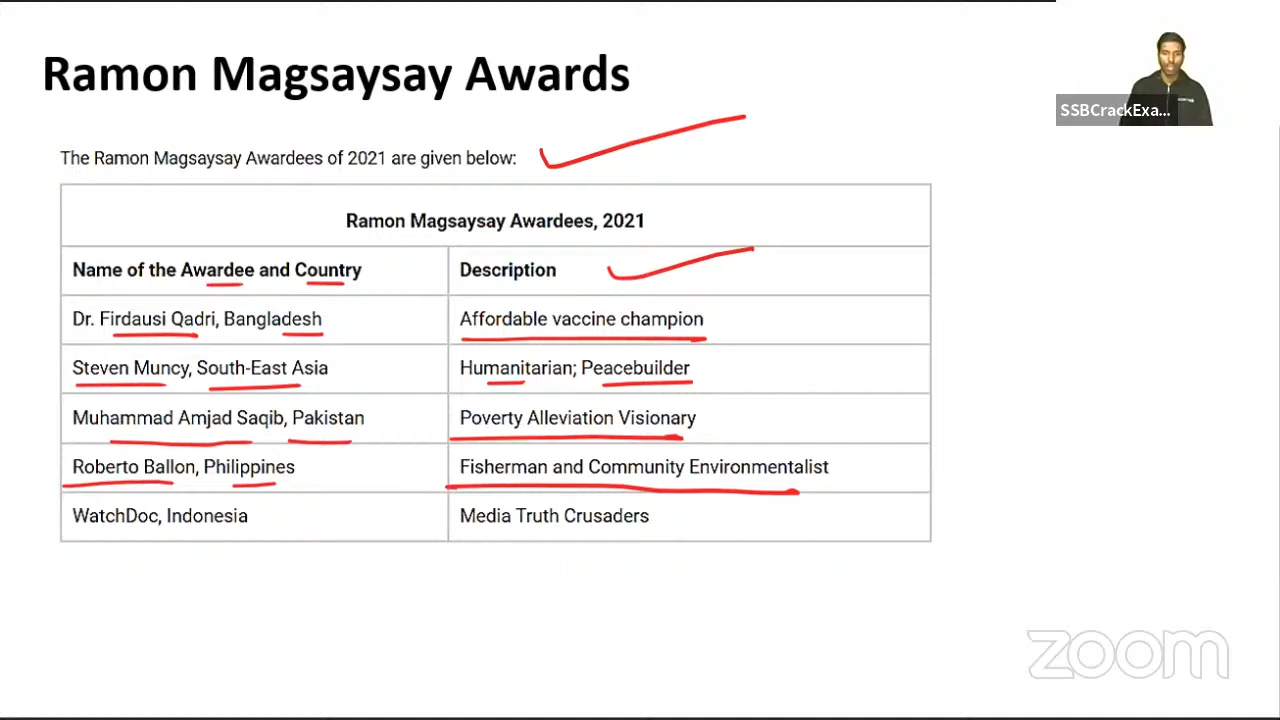 Ramon Magsaysay Awards
SSBCrackExa...
The Ramon Magsaysay Awardees of 2021 are given below:
Ramon Magsaysay Awardees, 2021
Name of the Awardee and Country Description
Dr. Firdausi Qadri, Bangladesh Affordable vaccine champion
Steven Muncy, South-East Asia Humanitarian; Peacebuilder
Muhammad Amjad Saqib, Pakistan Poverty Alleviation Visionary
Roberto Ballon, Philippines Fisherman and Community Environmentalist
WatchDoc, Indonesia Media Truth Crusaders
zoom